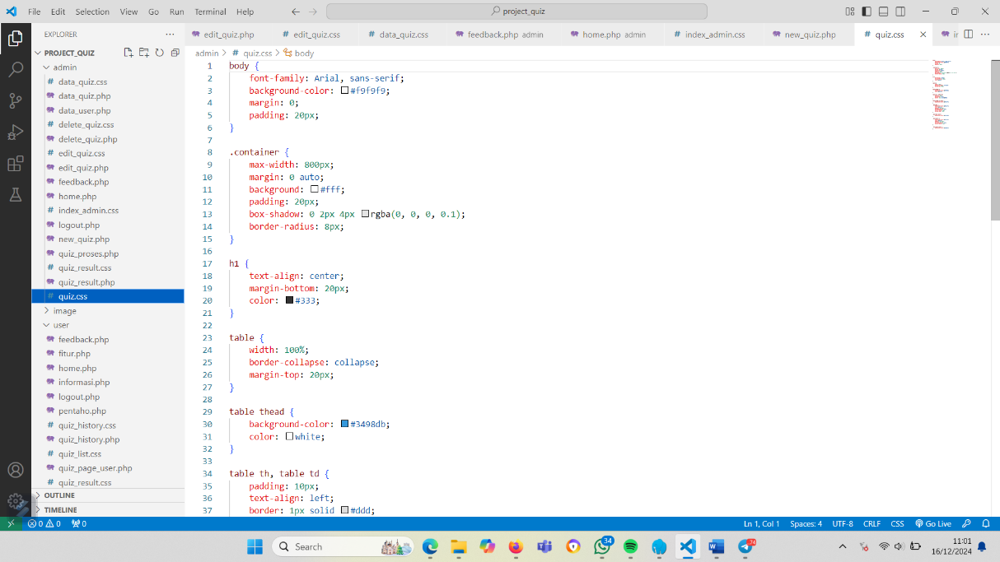 File Edit Selection View Go Run Terminal Help project_quiz
EXPLORER
PROJECT_QUIZ
admin
data_quiz.css
data_quiz.php
data_user.php
delete_quiz.css
delete_quiz.php
edit_quiz.css
edit_quiz.php
feedback.php
home.php
index_admin.css
logout.php
new_quiz.php
quiz_proses.php
quiz_result.css
quiz_result.php
quiz.css
image
user
feedback.php
fitur.php
home.php
informasi.php
logout.php
pentaho.php
quiz_history.css
quiz_history.php
quiz_list.css
quiz_page_user.php
quiz_result.css
OUTLINE
TIMELINE
edit_quiz.php # edit_quiz.css # data_quiz.css feedback.php admin home.php admin # index_admin.css new_quiz.php # quiz.css
admin > # quiz.css > body
1 body {
2 font-family: Arial, sans-serif;
3 background-color: #f9f9f9;
4 margin: 0;
5 padding: 20px;
6 }
7
8 .container {
9 max-width: 800px;
10 margin: 0 auto;
11 background: #fff;
12 padding: 20px;
13 box-shadow: 0 2px 4px rgba(0, 0, 0, 0.1);
14 border-radius: 8px;
15 }
16
17 h1 {
18 text-align: center;
19 margin-bottom: 20px;
20 color: #333;
21 }
22
23 table {
24 width: 100%;
25 border-collapse: collapse;
26 margin-top: 20px;
27 }
28
29 table thead {
30 background-color: #3498db;
31 color: white;
32 }
33
34 table th, table td {
35 padding: 10px;
36 text-align: left;
37 border: 1px solid #ddd;
0 0 0 Ln 1, Col 1 Spaces: 4 UTF-8 CRLF CSS Go Live
Search 34 11:01
16/12/2024